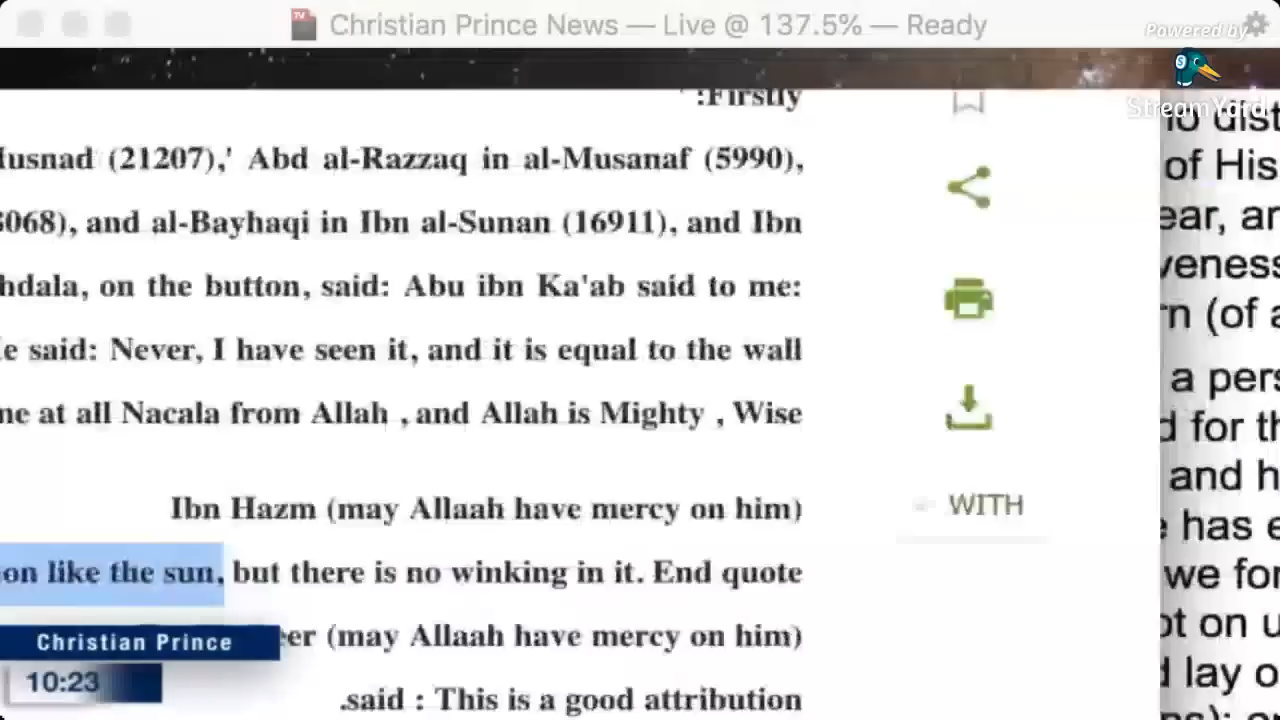 Christian Prince News — Live @ 137.5% — Ready
Powered by
StreamYard
:Firstly
Musnad (21207),' Abd al-Razzaq in al-Musanaf (5990),
068), and al-Bayhaqi in Ibn al-Sunan (16911), and Ibn
hdala, on the button, said: Abu ibn Ka'ab said to me:
e said: Never, I have seen it, and it is equal to the wall
me at all Nacala from Allah , and Allah is Mighty , Wise
Ibn Hazm (may Allaah have mercy on him)
on like the sun, but there is no winking in it. End quote
eer (may Allaah have mercy on him)
.said : This is a good attribution
WITH
Christian Prince
10:23
no dist
of His
ear, ar
veness
rn (of a
a pers
d for th
and h
has e
we for
ot on u
d lay o